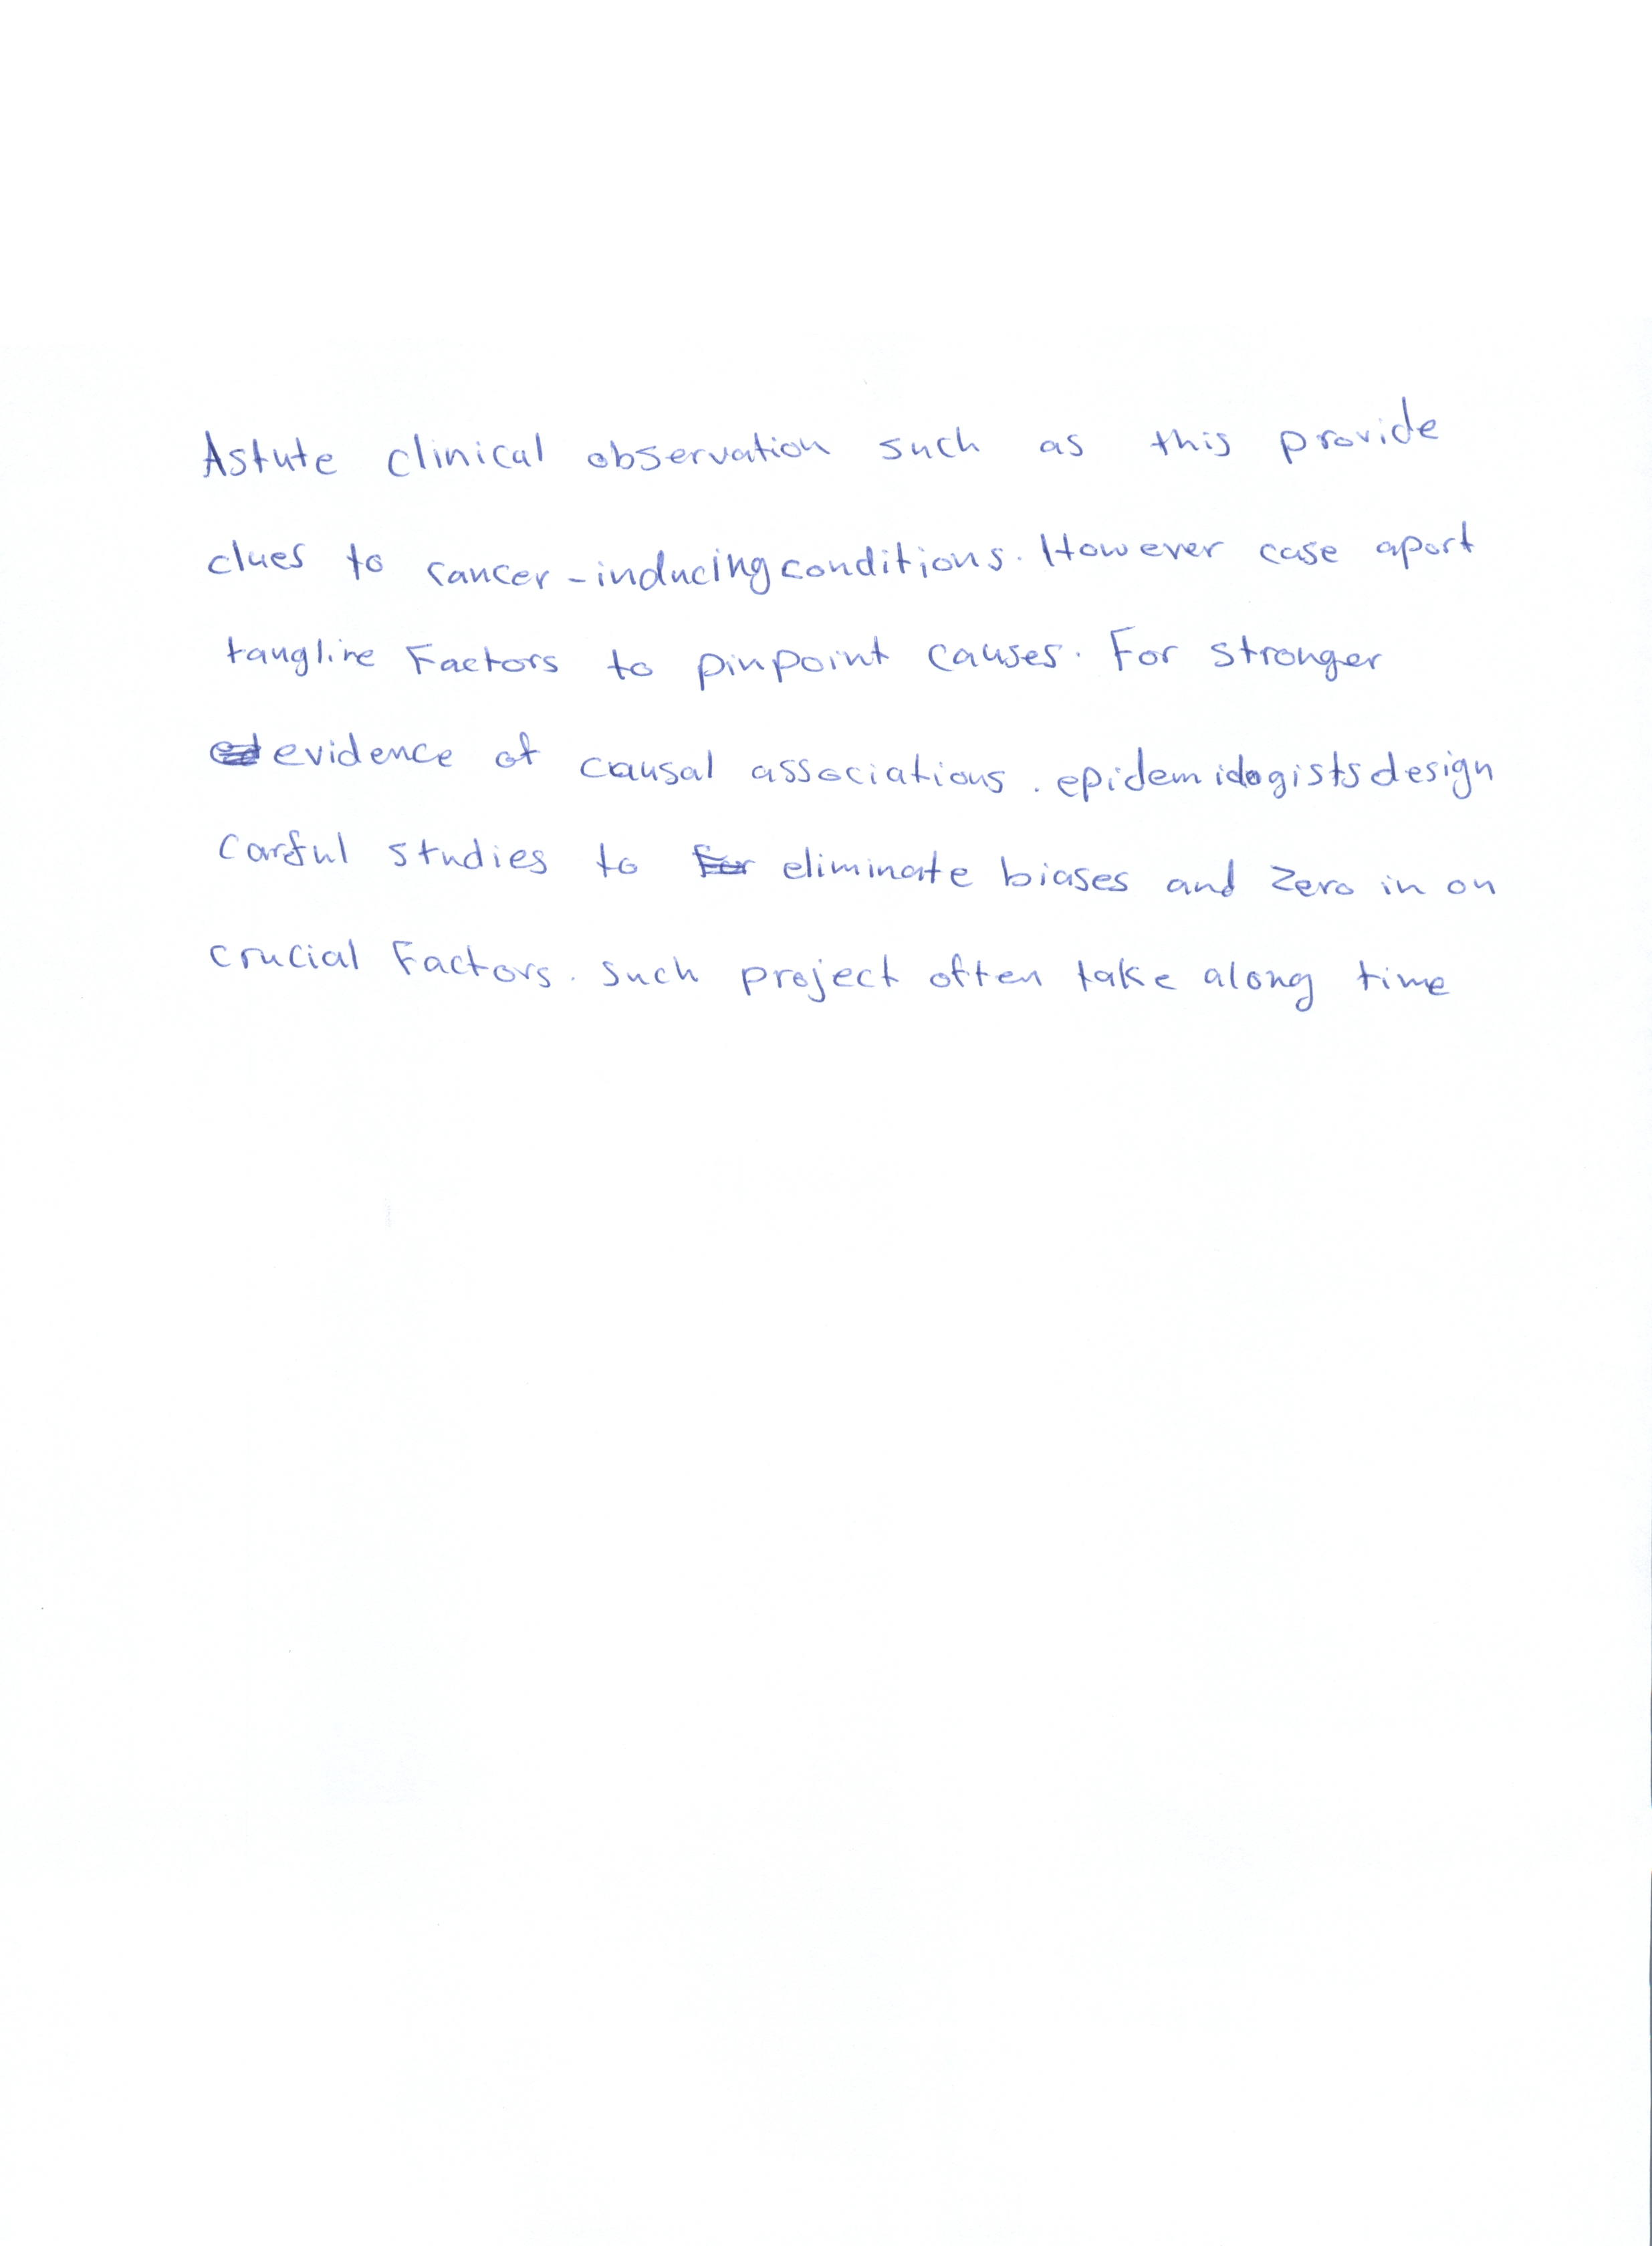 Astute clinical observation such as this provide
clues to cancer-inducing conditions. However case aport
tangline Factors to pinpoint causes. For stronger
evidence of causal associations. epidemidogists design
Carful studies to eliminate biases and Zero in on
crucial Factors. Such project often take along time